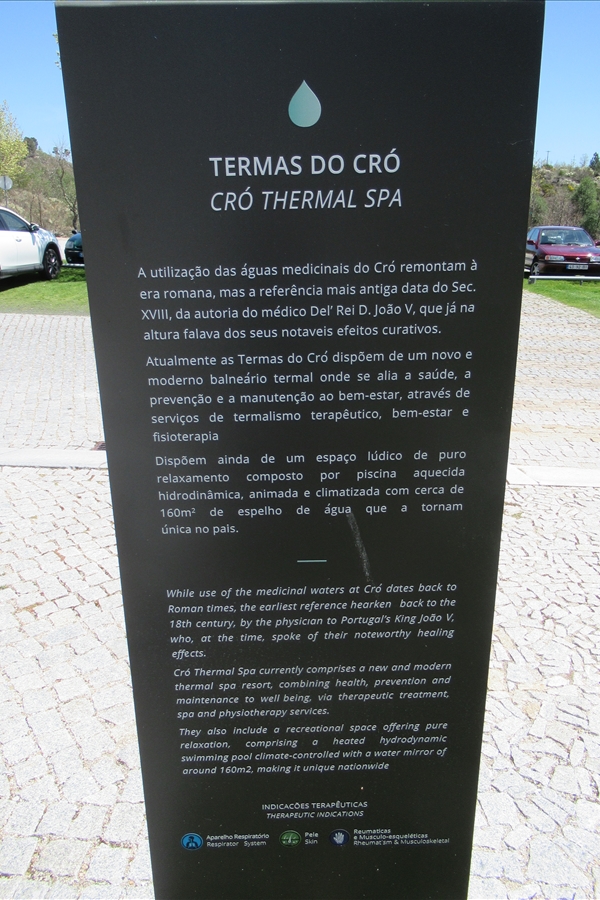 TERMAS DO CRÓ
CRÓ THERMAL SPA
A utilização das águas medicinais do Cró remontam à
era romana, mas a referência mais antiga data do Sec.
XVIII, da autoria do médico Del' Rei D. João V, que já na
altura falava dos seus notaveis efeitos curativos.
Atualmente as Termas do Cró dispõem de um novo e
moderno balneário termal onde se alia a saúde, a
prevenção e a manutenção ao bem-estar, através de
serviços de termalismo terapêutico, bem-estar e
fisioterapia
Dispõem ainda de um espaço lúdico de puro
relaxamento composto por piscina aquecida
hidrodinâmica, animada e climatizada com cerca de
160m² de espelho de água que a tornam
única no pais.
While use of the medicinal waters at Cró dates back to
Roman times, the earliest reference hearken back to the
18th century, by the physician to Portugal's King João V,
who, at the time, spoke of their noteworthy healing
effects.
Cró Thermal Spa currently comprises a new and modern
thermal spa resort, combining health, prevention and
maintenance to well being, via therapeutic treatment,
spa and physiotherapy services.
They also include a recreational space offering pure
relaxation, comprising a heated hydrodynamic
swimming pool climate-controlled with a water mirror of
around 160m2, making it unique nationwide
INDICACÕES TERAPÊUTICAS
THERAPEUTIC INDICATIONS
Aparelho Respiratório
Respirator System
Pele
Skin
Reumaticas
e Musculo-esqueléticas
Rheumatism & Musculoskeletal